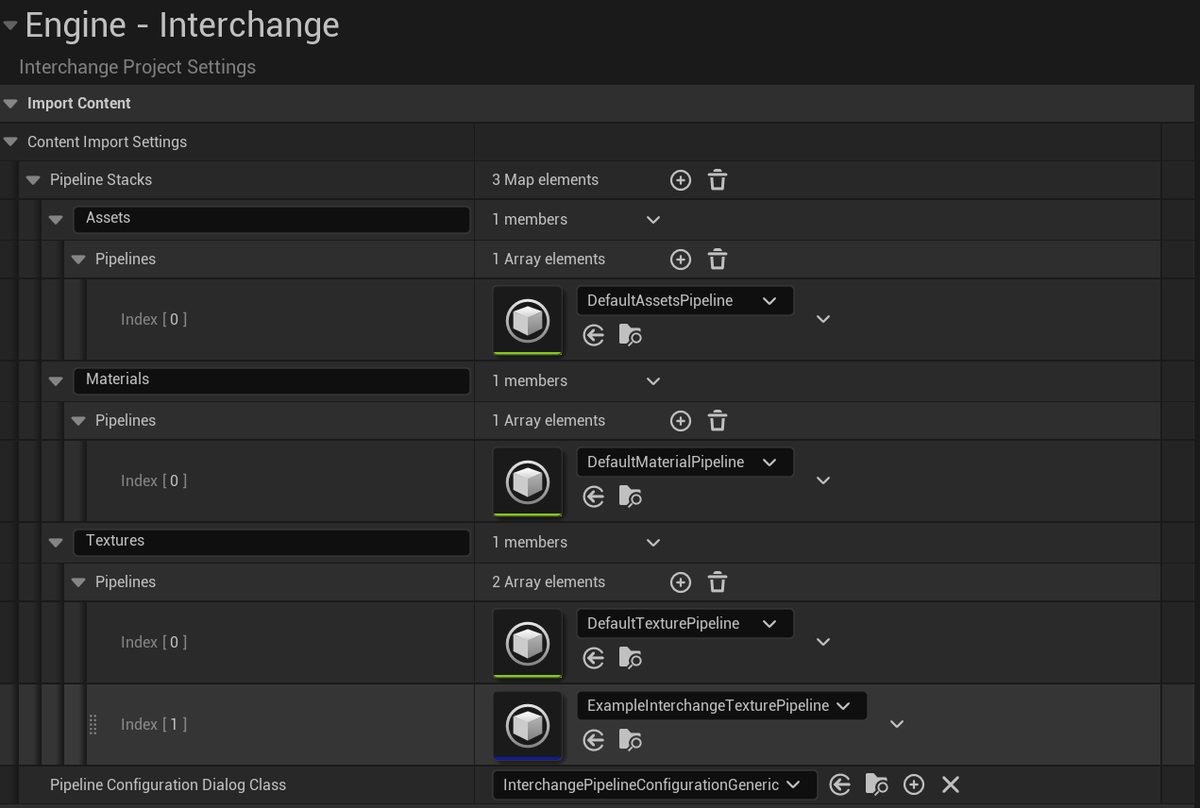 Engine - Interchange
Interchange Project Settings
Import Content
Content Import Settings
Pipeline Stacks 3 Map elements
Assets 1 members
Pipelines 1 Array elements
Index [ 0 ] DefaultAssetsPipeline
Materials 1 members
Pipelines 1 Array elements
Index [ 0 ] DefaultMaterialPipeline
Textures 1 members
Pipelines 2 Array elements
Index [ 0 ] DefaultTexturePipeline
Index [ 1 ] ExampleInterchangeTexturePipeline
Pipeline Configuration Dialog Class InterchangePipelineConfigurationGeneric